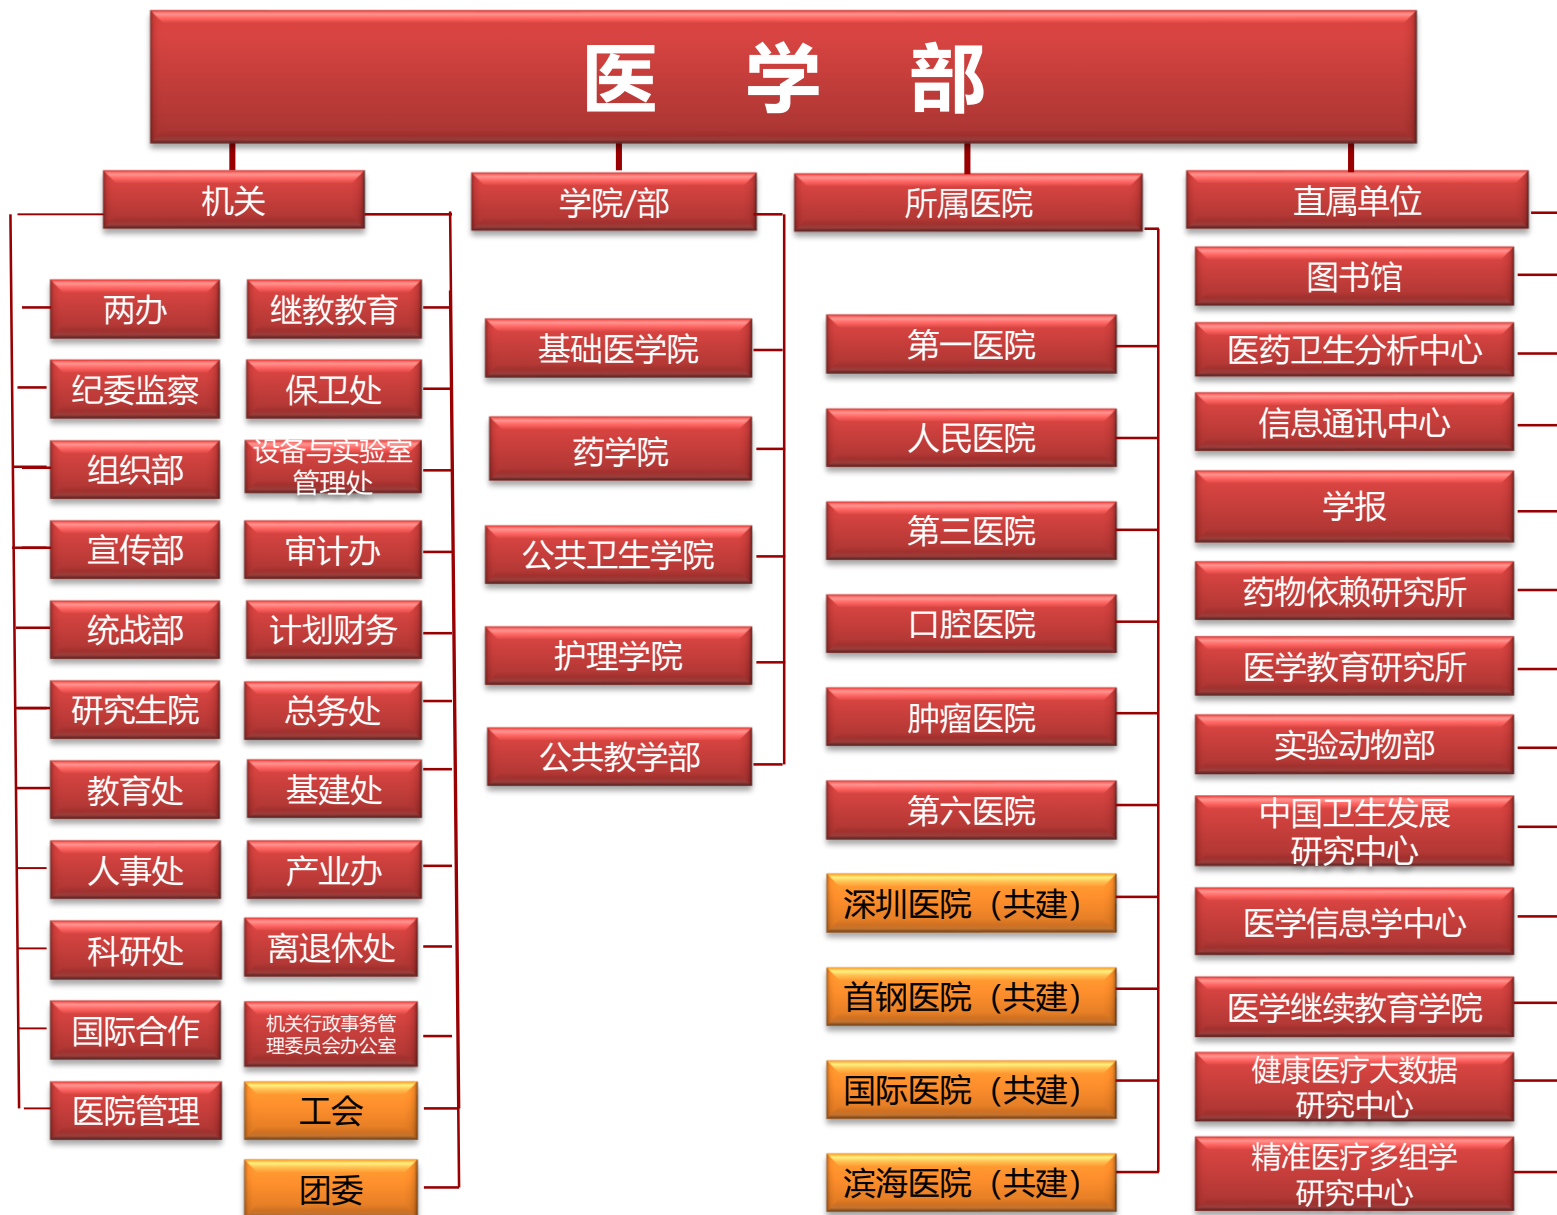 医 学 部
机关
两办
纪委监察
组织部
宣传部
统战部
研究生院
教育处
人事处
科研处
国际合作
医院管理
继教教育
保卫处
设备与实验室
管理处
审计办
计划财务
总务处
基建处
产业办
离退休处
机关行政事务管
理委员会办公室
工会
团委
学院/部
基础医学院
药学院
公共卫生学院
护理学院
公共教学部
所属医院
第一医院
人民医院
第三医院
口腔医院
肿瘤医院
第六医院
深圳医院（共建）
首钢医院（共建）
国际医院（共建）
滨海医院（共建）
直属单位
图书馆
医药卫生分析中心
信息通讯中心
学报
药物依赖研究所
医学教育研究所
实验动物部
中国卫生发展
研究中心
医学信息学中心
医学继续教育学院
健康医疗大数据
研究中心
精准医疗多组学
研究中心